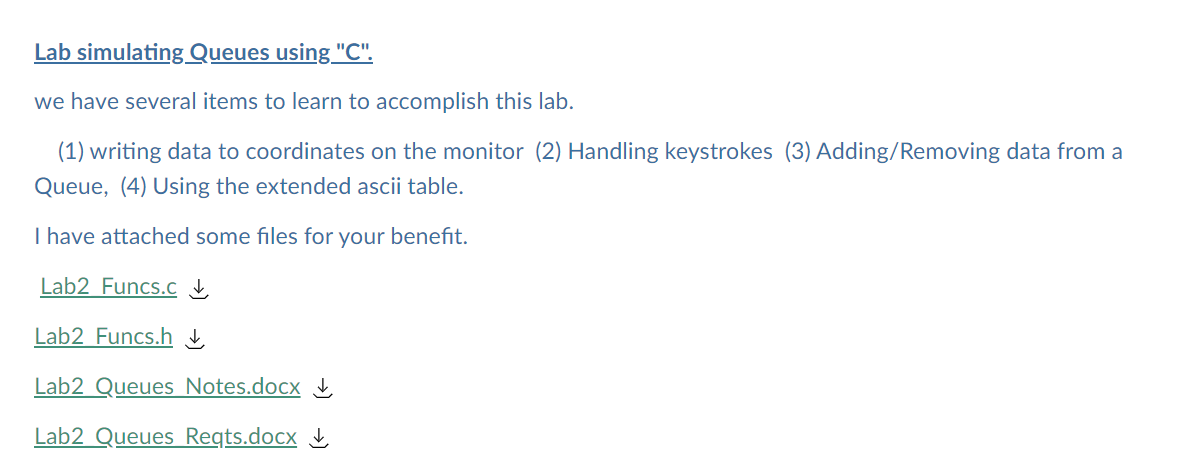 Lab simulating Queues using "C".
we have several items to learn to accomplish this lab.
(1) writing data to coordinates on the monitor  (2) Handling keystrokes  (3) Adding/Removing data from a
Queue,  (4) Using the extended ascii table.
I have attached some files for your benefit.
Lab2_Funcs.c
Lab2_Funcs.h
Lab2_Queues_Notes.docx
Lab2_Queues_Reqts.docx